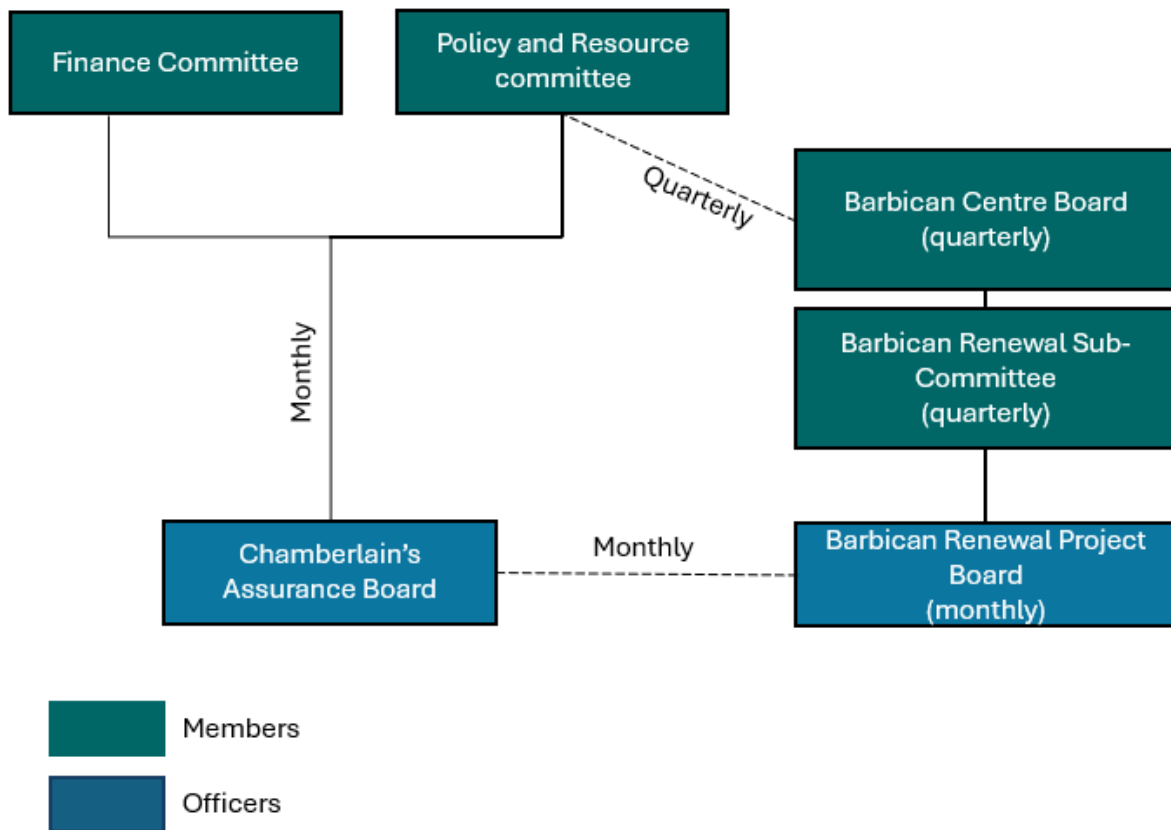 Finance Committee
Policy and Resource
committee
Quarterly
Barbican Centre Board
(quarterly)
Barbican Renewal Sub-
Committee
(quarterly)
Monthly
Chamberlain’s
Assurance Board
Monthly
Barbican Renewal Project
Board
(monthly)
Members
Officers